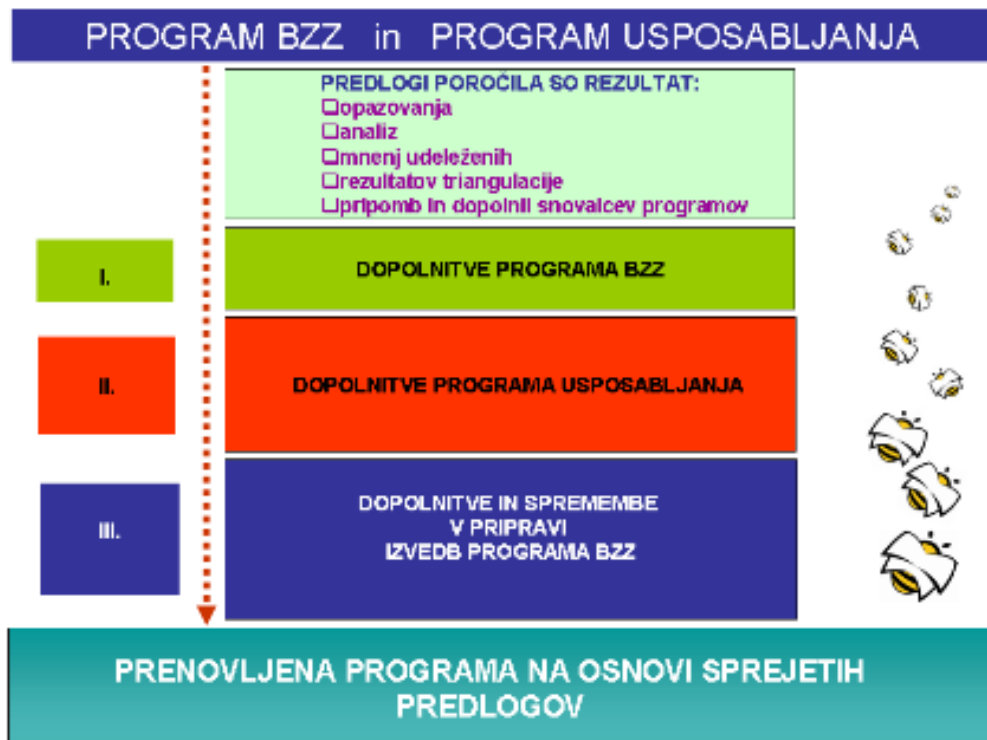 PROGRAM BZZ in PROGRAM USPOSABLJANJA
PREDLOGI POROČILA SO REZULTAT:
❑opazovanja
❑analiz
❑mnenj udeleženih
❑rezultatov triangulacije
❑pripomb in dopolnil snovalcev programov
I.
DOPOLNITVE PROGRAMA BZZ
II.
DOPOLNITVE PROGRAMA USPOSABLJANJA
III.
DOPOLNITVE IN SPREMEMBE
V PRIPRAVI
IZVEDB PROGRAMA BZZ
PRENOVLJENA PROGRAMA NA OSNOVI SPREJETIH
PREDLOGOV